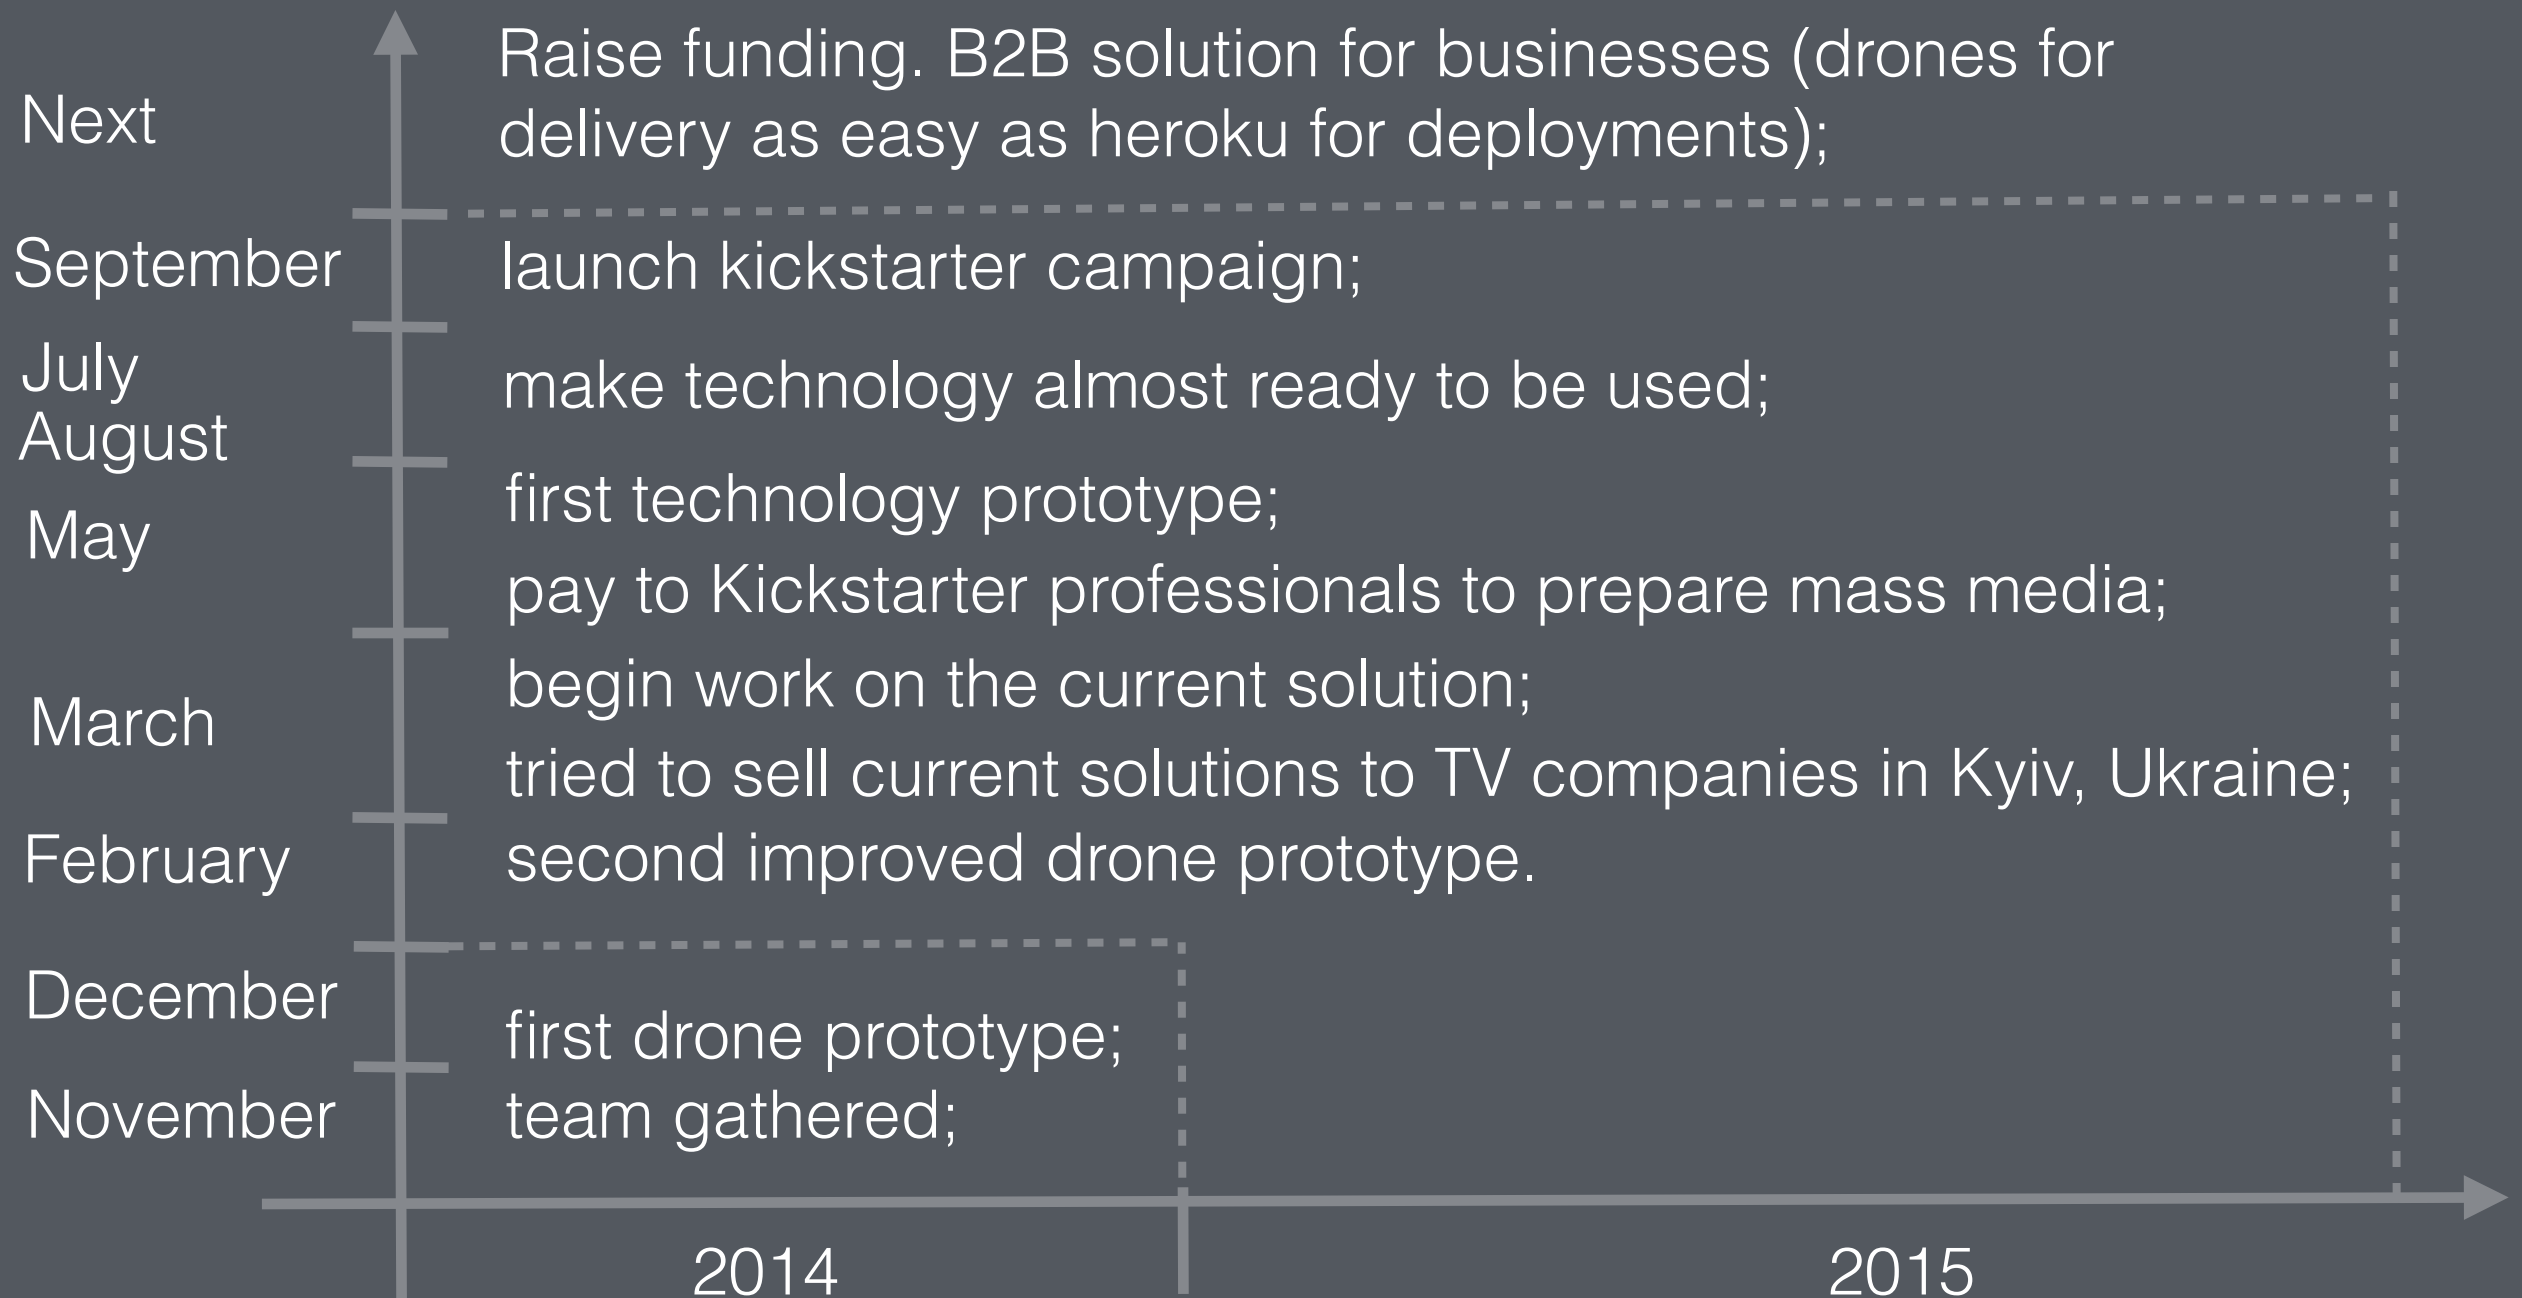 Next
Raise funding. B2B solution for businesses (drones for
delivery as easy as heroku for deployments);
September
launch kickstarter campaign;
July
August
make technology almost ready to be used;
May
first technology prototype;
pay to Kickstarter professionals to prepare mass media;
March
begin work on the current solution;
tried to sell current solutions to TV companies in Kyiv, Ukraine;
February
second improved drone prototype.
December
first drone prototype;
November
team gathered;
2014
2015